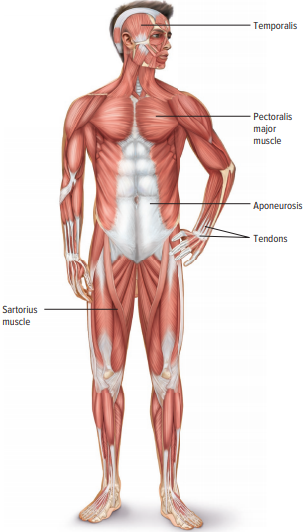 Temporalis
Pectoralis
major
muscle
Aponeurosis
Tendons
Sartorius
muscle